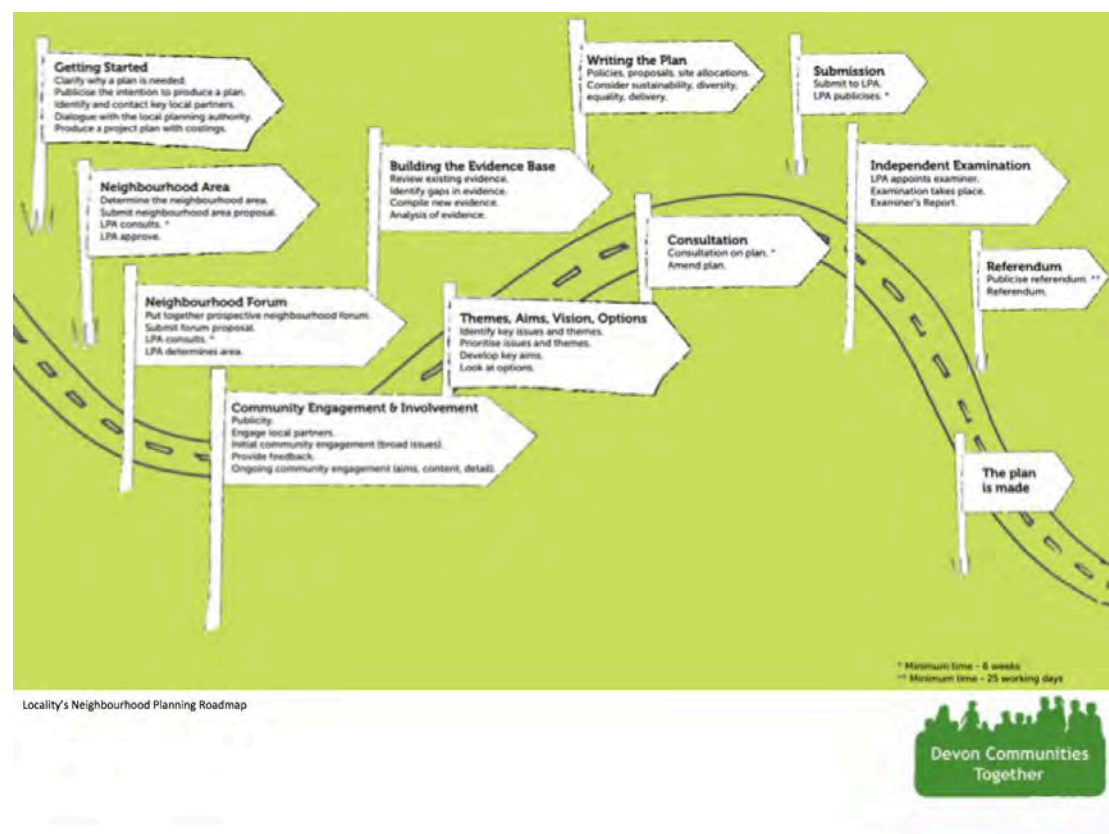 Getting Started
Clarify why a plan is needed.
Publicise the intention to produce a plan.
Identify and contact key local partners.
Dialogue with the local planning authority.
Produce a project plan with costings.
Neighbourhood Area
Determine the neighbourhood area.
Submit neighbourhood area proposal.
LPA consults. *
LPA approve.
Neighbourhood Forum
Put together prospective neighbourhood forum.
Submit forum proposal.
LPA consults. *
LPA determines area.
Community Engagement & Involvement
Publicity.
Engage local partners.
Initial community engagement (broad issues).
Provide feedback.
Ongoing community engagement (aims, content, detail).
Building the Evidence Base
Review existing evidence.
Identify gaps in evidence.
Compile new evidence.
Analysis of evidence.
Themes, Aims, Vision, Options
Identify key issues and themes.
Prioritise issues and themes.
Develop key aims.
Look at options.
Writing the Plan
Policies, proposals, site allocations.
Consider sustainability, diversity,
equality, delivery.
Consultation
Consultation on plan. *
Amend plan.
Submission
Submit to LPA.
LPA publicises. *
Independent Examination
LPA appoints examiner.
Examination takes place.
Examiner's Report.
Referendum
Publicise referendum. **
Referendum.
The plan
is made
* Minimum time - 6 weeks
** Minimum time - 25 working days
Locality's Neighbourhood Planning Roadmap
Devon Communities
Together